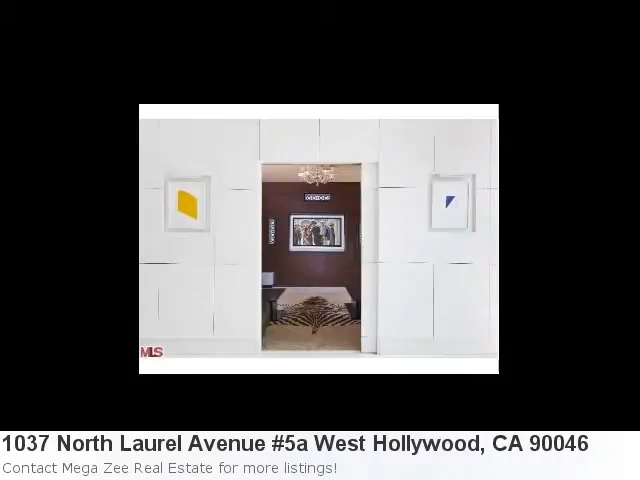 MLS
1037 North Laurel Avenue #5a West Hollywood, CA 90046
Contact Mega Zee Real Estate for more listings!